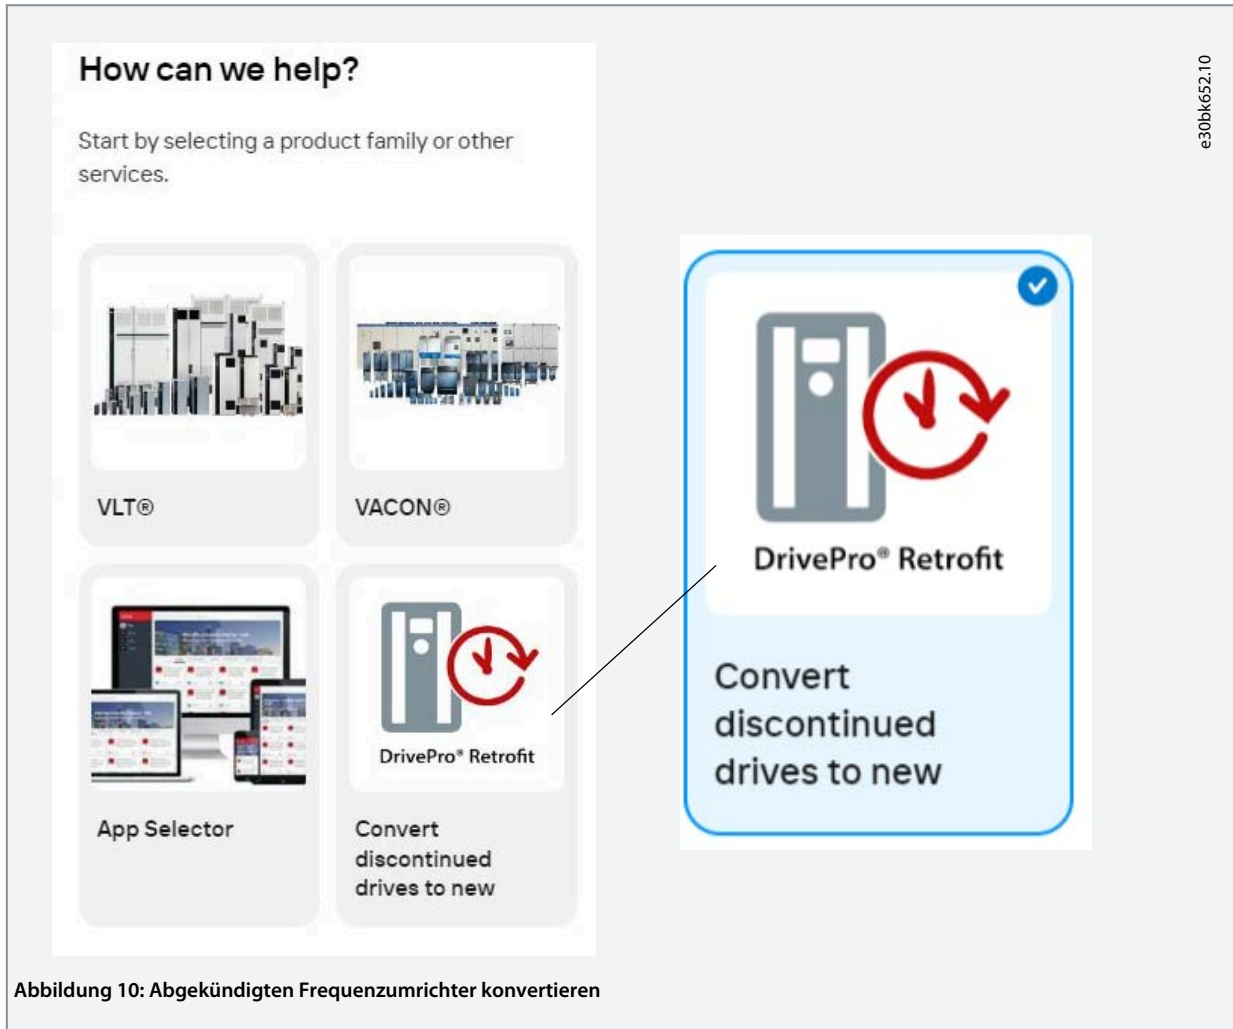 How can we help?
Start by selecting a product family or other
services.
VLT®
VACON®
App Selector
DrivePro® Retrofit
Convert
discontinued
drives to new
DrivePro® Retrofit
Convert
discontinued
drives to new
e30bk652.10
Abbildung 10: Abgekündigten Frequenzumrichter konvertieren